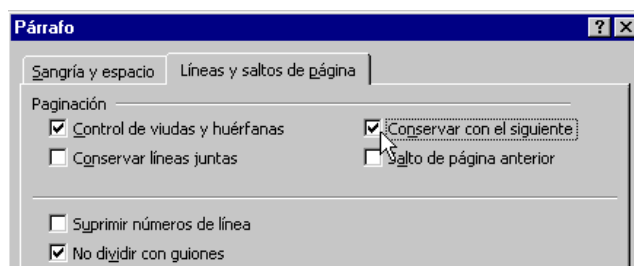 Párrafo
Sangría y espacio Líneas y saltos de página
Paginación
Control de viudas y huérfanas Conservar con el siguiente
Conservar líneas juntas Salto de página anterior
Suprimir números de línea
No dividir con guiones